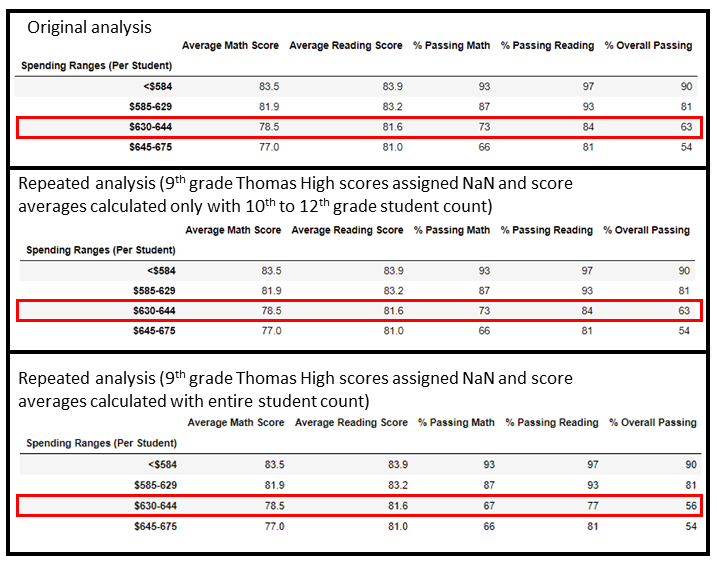 Original analysis
Average Math Score Average Reading Score % Passing Math % Passing Reading % Overall Passing
Spending Ranges (Per Student)
<$584 83.5 83.9 93 97 90
$585-629 81.9 83.2 87 93 81
$630-644 78.5 81.6 73 84 63
$645-675 77.0 81.0 66 81 54
Repeated analysis (9th grade Thomas High scores assigned NaN and score
averages calculated only with 10th to 12th grade student count)
Average Math Score Average Reading Score % Passing Math % Passing Reading % Overall Passing
Spending Ranges (Per Student)
<$584 83.5 83.9 93 97 90
$585-629 81.9 83.2 87 93 81
$630-644 78.5 81.6 73 84 63
$645-675 77.0 81.0 66 81 54
Repeated analysis (9th grade Thomas High scores assigned NaN and score
averages calculated with entire student count)
Average Math Score Average Reading Score % Passing Math % Passing Reading % Overall Passing
Spending Ranges (Per Student)
<$584 83.5 83.9 93 97 90
$585-629 81.9 83.2 87 93 81
$630-644 78.5 81.6 67 77 56
$645-675 77.0 81.0 66 81 54